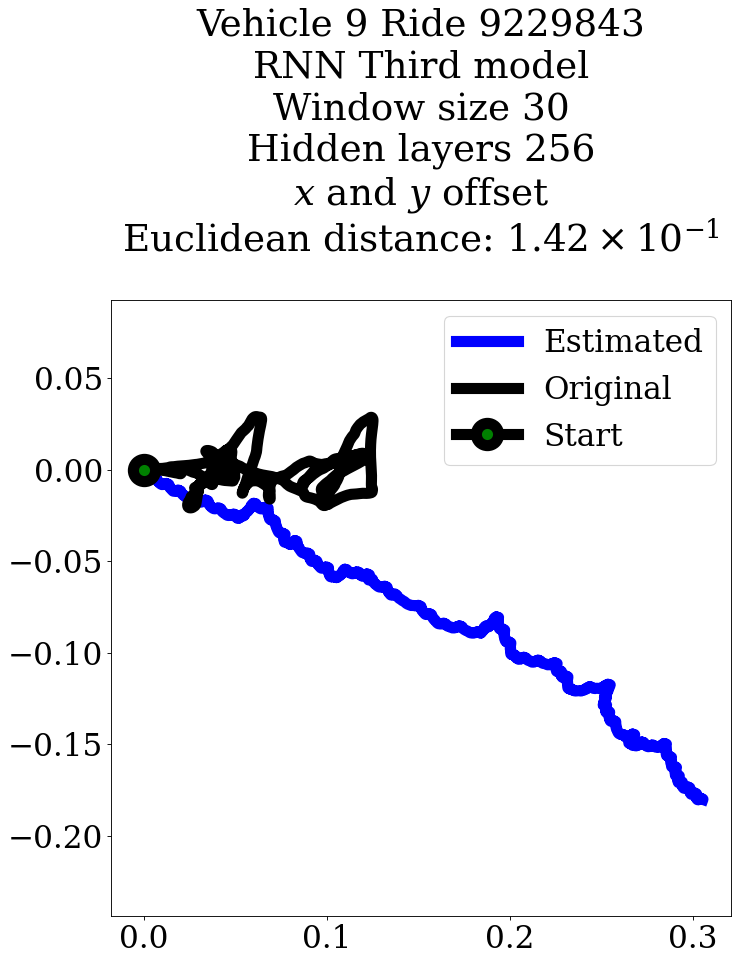 Vehicle 9 Ride 9229843
RNN Third model
Window size 30
Hidden layers 256
x and y offset
Euclidean distance: 1.42 × 10⁻¹
Estimated
Original
Start
0.05
0.00
−0.05
−0.10
−0.15
−0.20
0.0 0.1 0.2 0.3